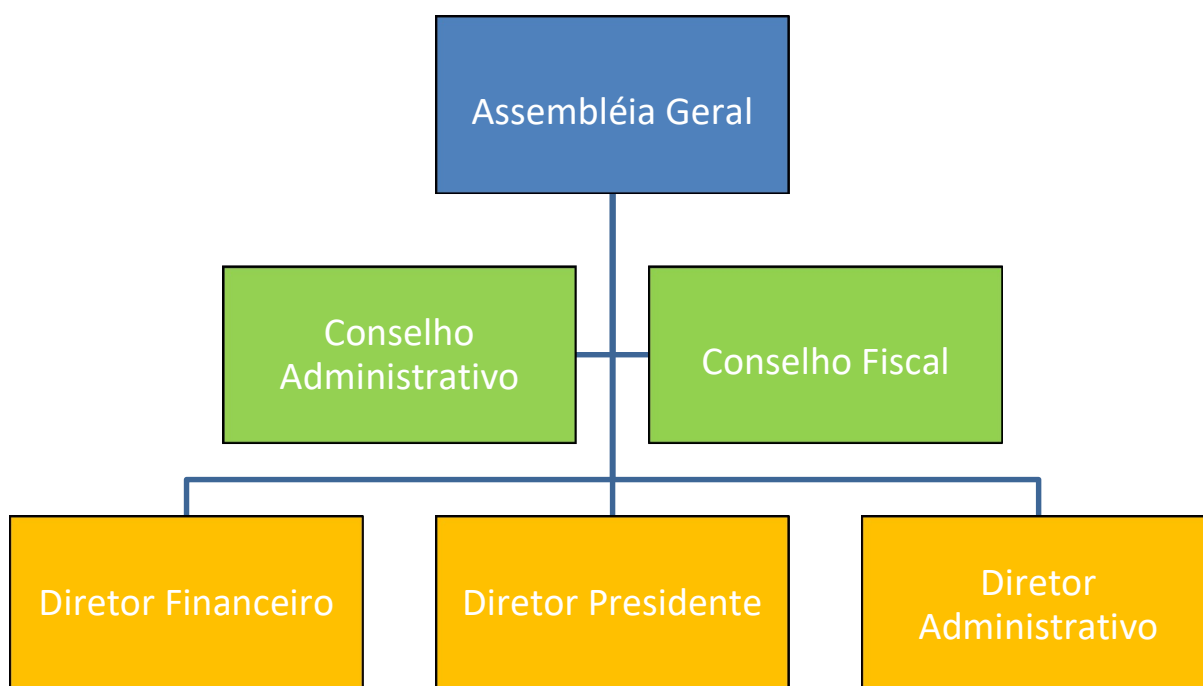 Assembléia Geral
Conselho
Administrativo
Conselho Fiscal
Diretor Financeiro
Diretor Presidente
Diretor
Administrativo